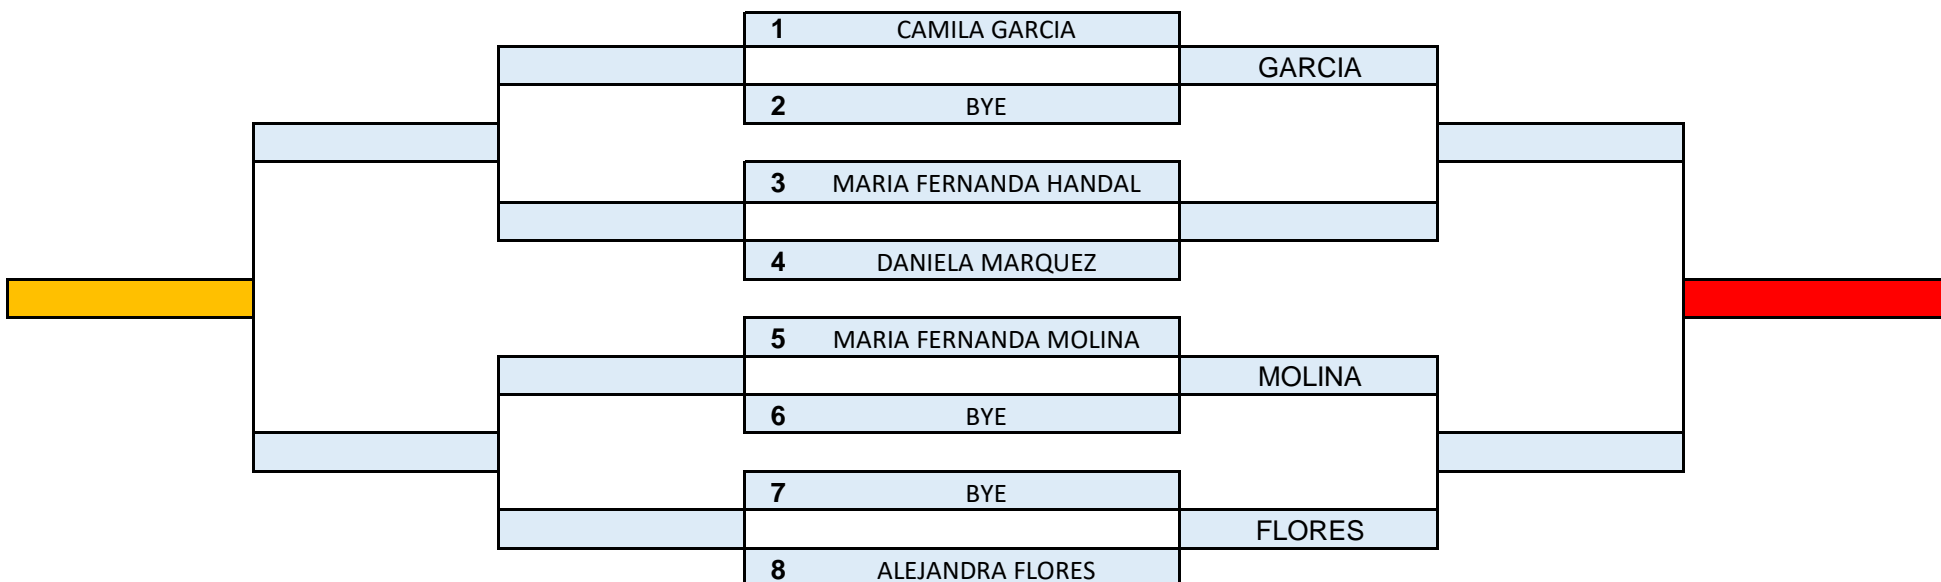 1 CAMILA GARCIA
GARCIA
2 BYE
3 MARIA FERNANDA HANDAL
4 DANIELA MARQUEZ
5 MARIA FERNANDA MOLINA
MOLINA
6 BYE
7 BYE
FLORES
8 ALEJANDRA FLORES